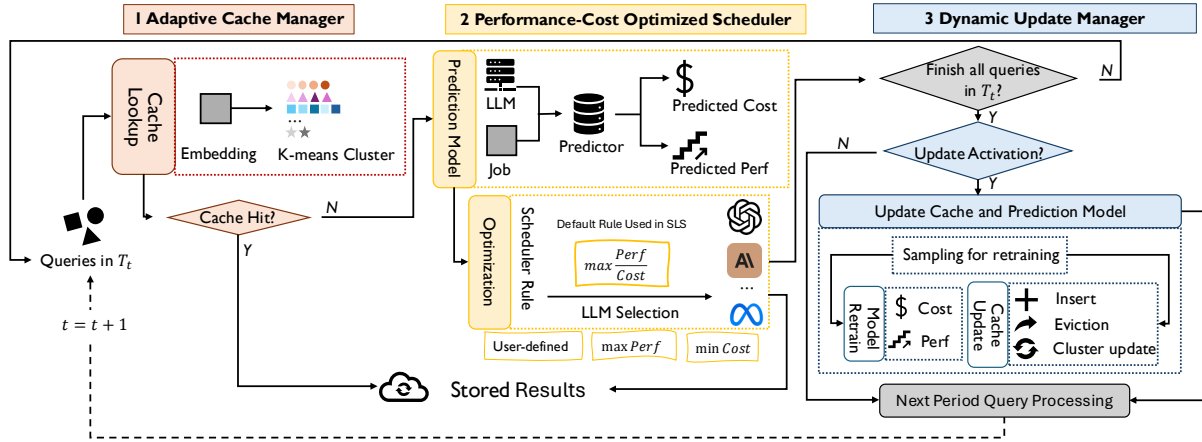 1 Adaptive Cache Manager
2 Performance-Cost Optimized Scheduler
3 Dynamic Update Manager
Cache
Lookup
Embedding
...
K-means Cluster
Cache Hit?
N
Y
Queries in T_t
t = t + 1
Prediction Model
LLM
Job
Predictor
$
Predicted Cost
Predicted Perf
Optimization
Scheduler Rule
Default Rule Used in SLS
max Perf/Cost
LLM Selection
A\
...
User-defined
max Perf
min Cost
Stored Results
Finish all queries
in T_t?
N
Y
Update Activation?
N
Y
Update Cache and Prediction Model
Sampling for retraining
Model
Retrain
$ Cost
Perf
Cache
Update
Insert
Eviction
Cluster update
Next Period Query Processing